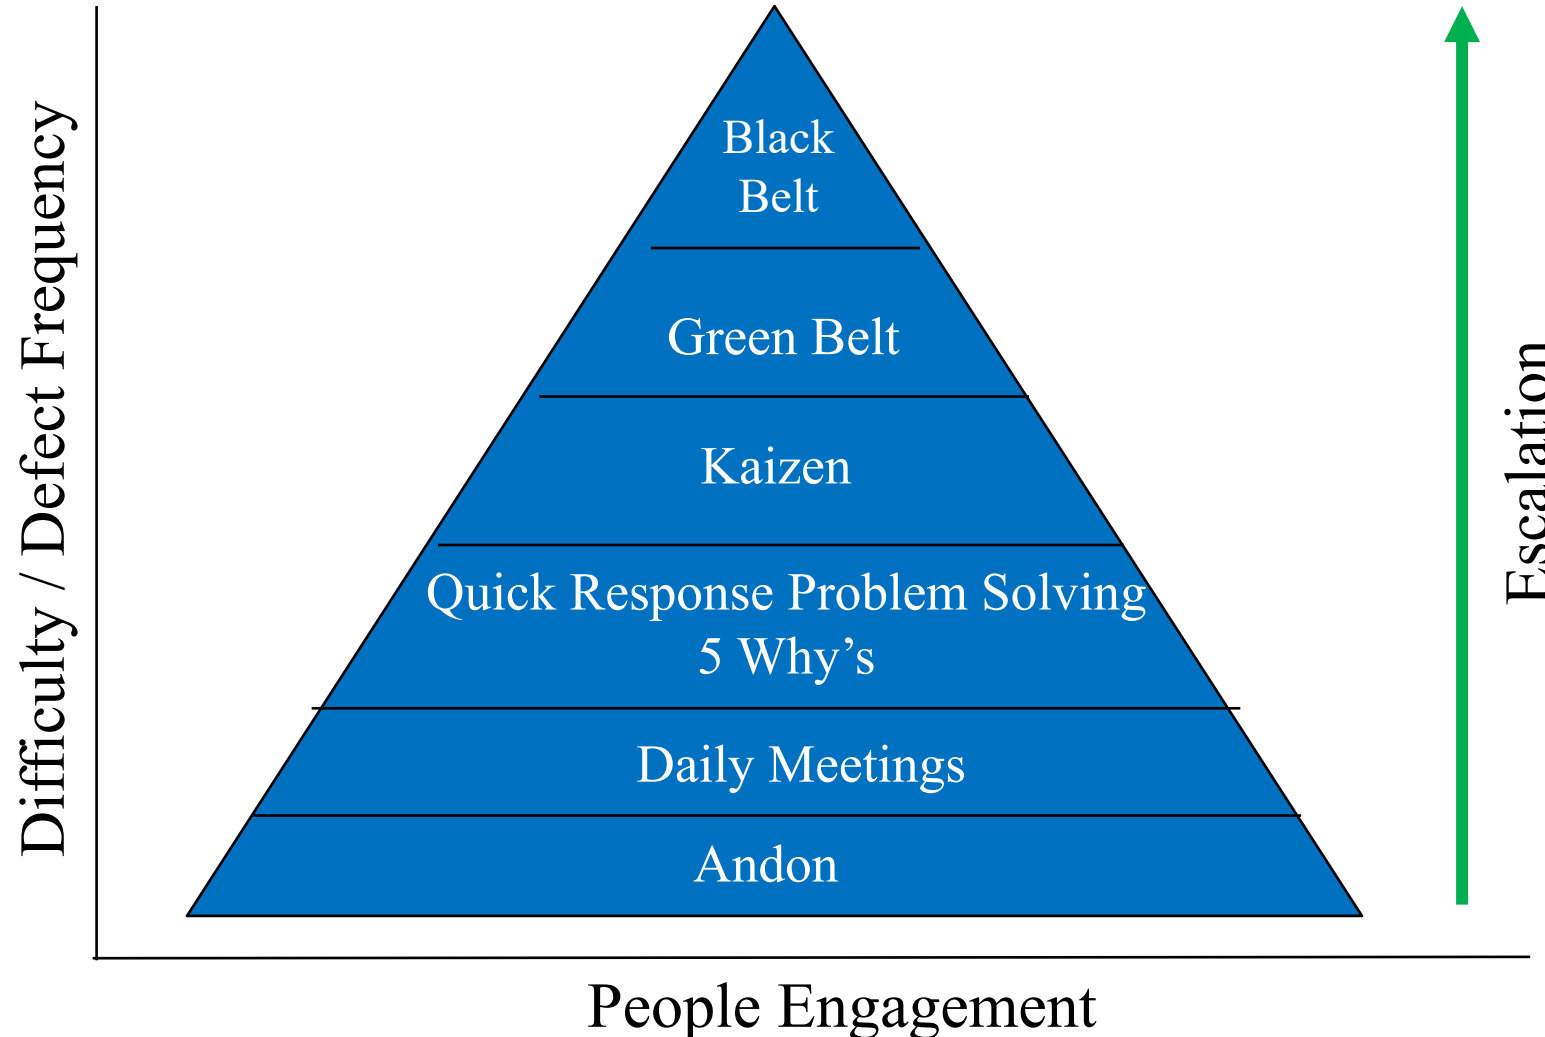 Difficulty / Defect Frequency
Black
Belt
Green Belt
Kaizen
Quick Response Problem Solving
5 Why’s
Daily Meetings
Andon
Escalation
People Engagement